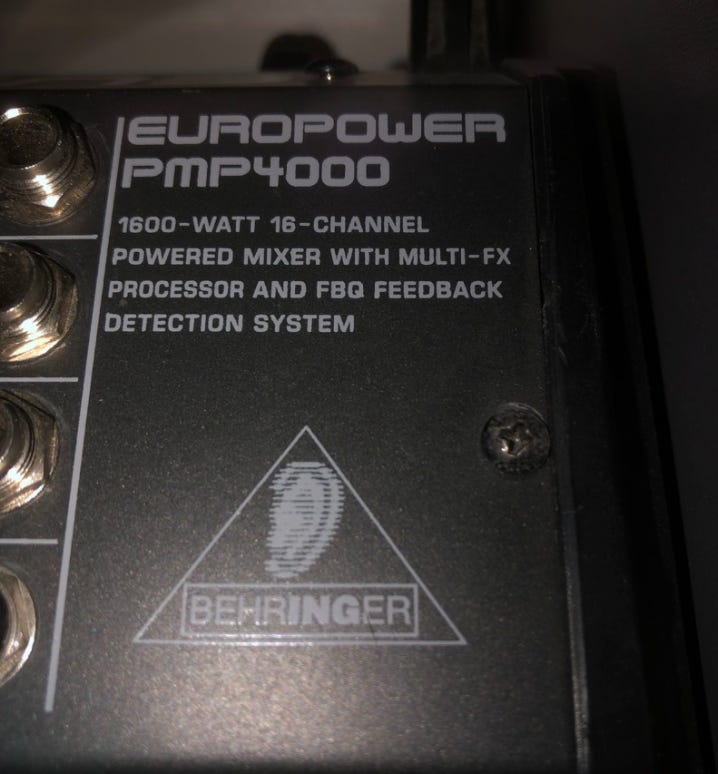 EUROPOWER
PMP4000
1600-WATT 16-CHANNEL
POWERED MIXER WITH MULTI-FX
PROCESSOR AND FBQ FEEDBACK
DETECTION SYSTEM
BEHRINGER